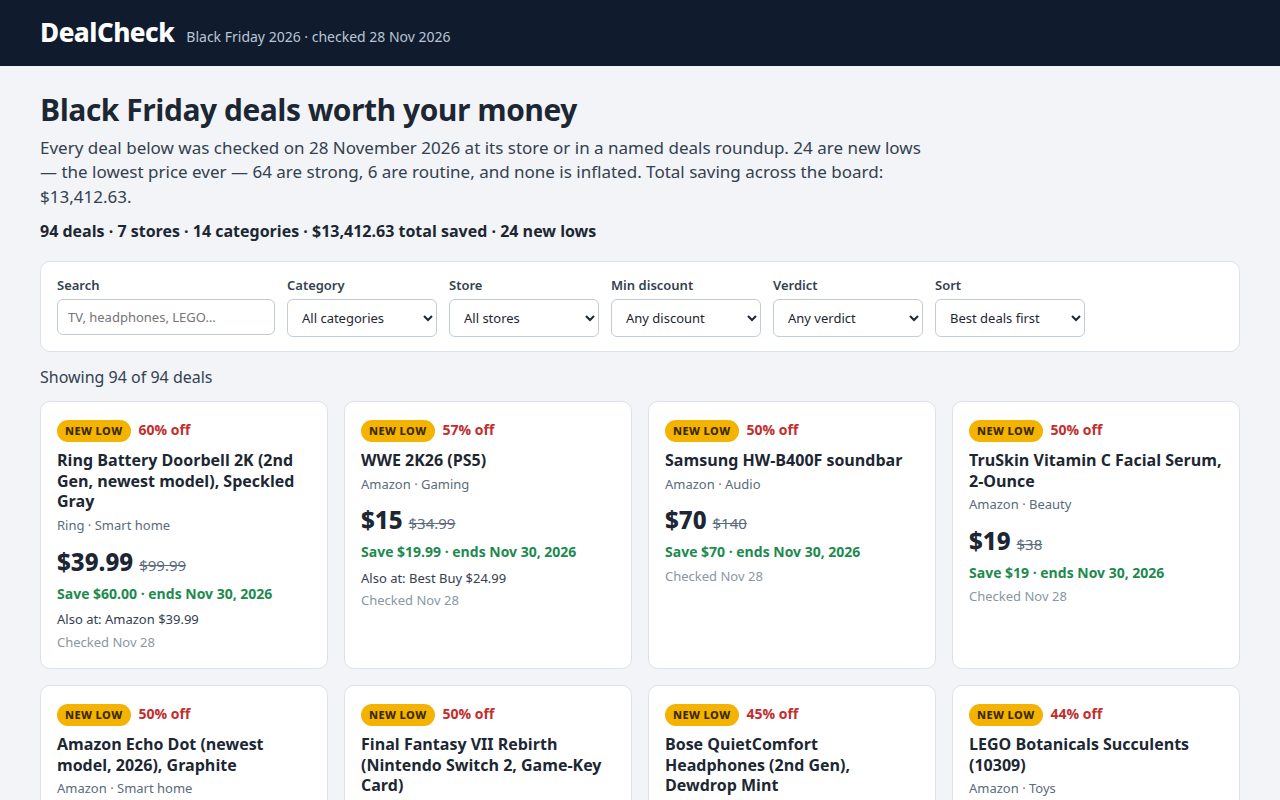 DealCheck Black Friday 2026 · checked 28 Nov 2026
Black Friday deals worth your money
Every deal below was checked on 28 November 2026 at its store or in a named deals roundup. 24 are new lows
— the lowest price ever — 64 are strong, 6 are routine, and none is inflated. Total saving across the board:
$13,412.63.
94 deals · 7 stores · 14 categories · $13,412.63 total saved · 24 new lows
Search
TV, headphones, LEGO...
Category
All categories
Store
All stores
Min discount
Any discount
Verdict
Any verdict
Sort
Best deals first
Showing 94 of 94 deals
NEW LOW 60% off
Ring Battery Doorbell 2K (2nd
Gen, newest model), Speckled
Gray
Ring · Smart home
$39.99 $99.99
Save $60.00 · ends Nov 30, 2026
Also at: Amazon $39.99
Checked Nov 28
NEW LOW 57% off
WWE 2K26 (PS5)
Amazon · Gaming
$15 $34.99
Save $19.99 · ends Nov 30, 2026
Also at: Best Buy $24.99
Checked Nov 28
NEW LOW 50% off
Samsung HW-B400F soundbar
Amazon · Audio
$70 $140
Save $70 · ends Nov 30, 2026
Checked Nov 28
NEW LOW 50% off
TruSkin Vitamin C Facial Serum,
2-Ounce
Amazon · Beauty
$19 $38
Save $19 · ends Nov 30, 2026
Checked Nov 28
NEW LOW 50% off
Amazon Echo Dot (newest
model, 2026), Graphite
Amazon · Smart home
NEW LOW 50% off
Final Fantasy VII Rebirth
(Nintendo Switch 2, Game-Key
Card)
NEW LOW 45% off
Bose QuietComfort
Headphones (2nd Gen),
Dewdrop Mint
NEW LOW 44% off
LEGO Botanicals Succulents
(10309)
Amazon · Toys